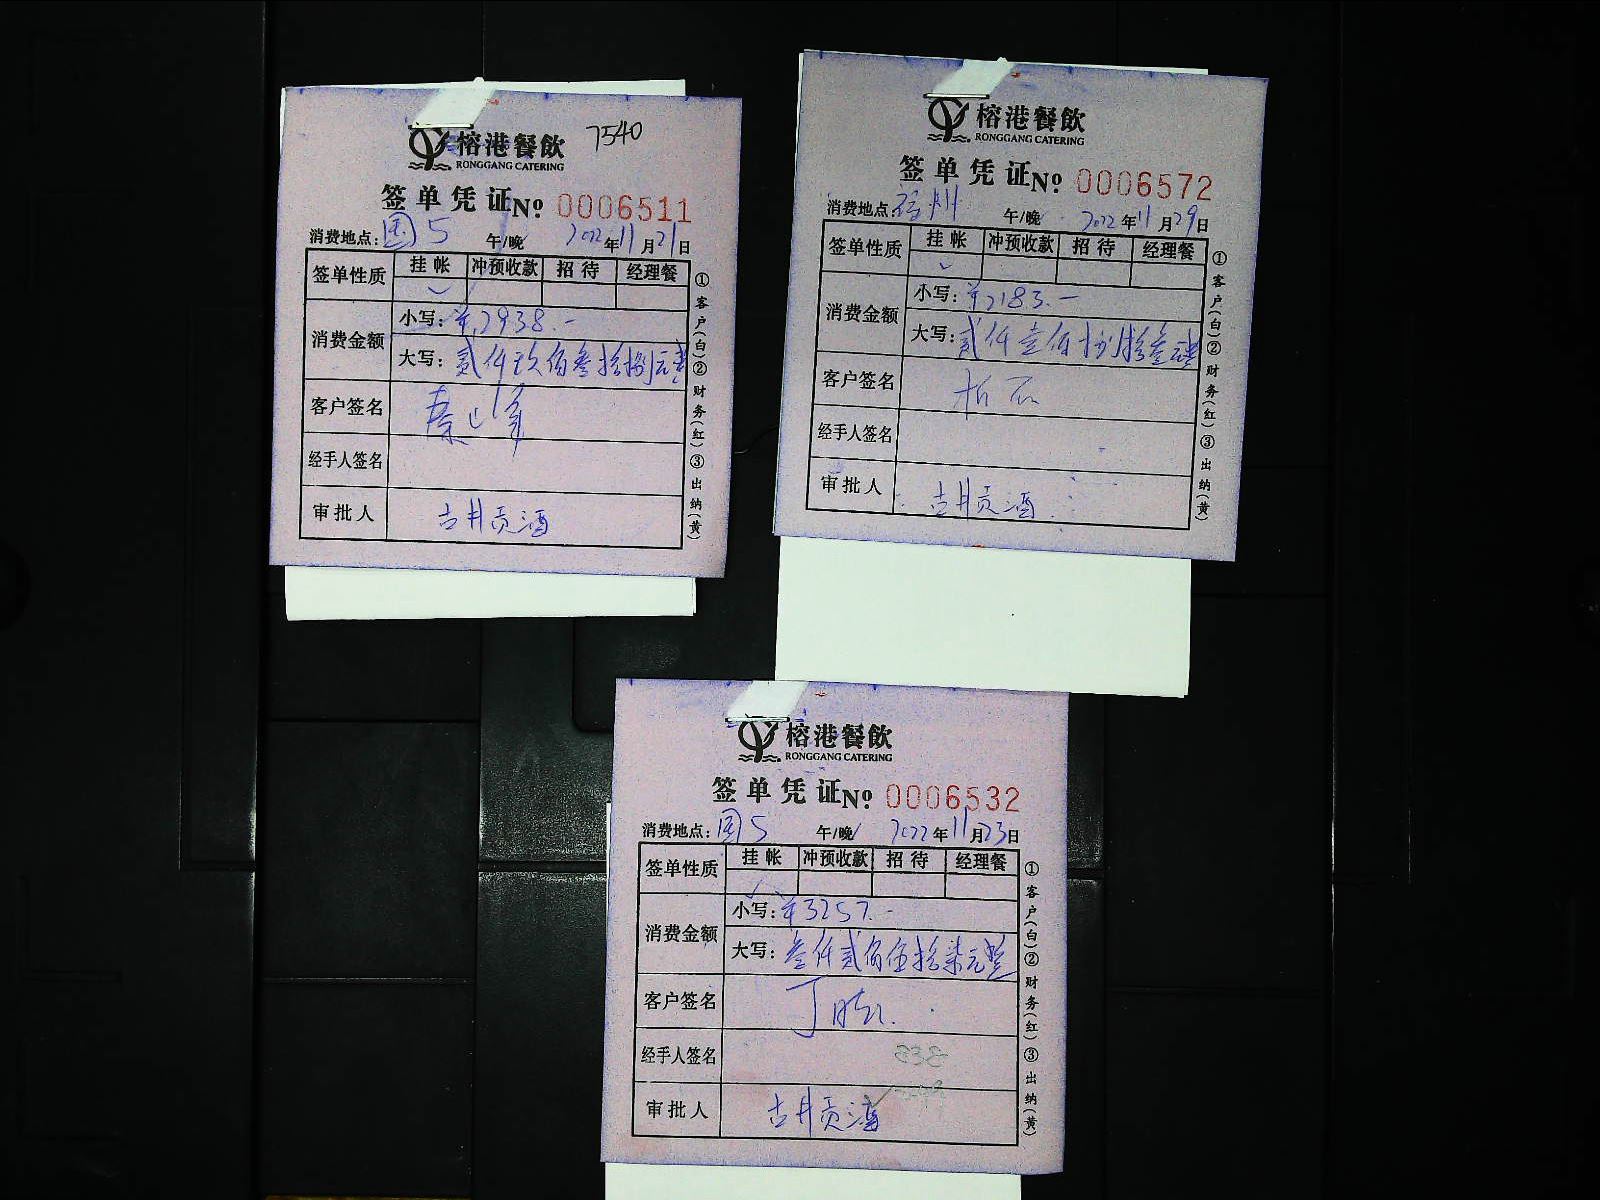 榕港餐飲
RONGGANG CATERING
7540
签单凭证 Nº 0006511
消费地点:国5 午/晚 2022年11月21日
签单性质 挂帐 冲预收款 招待 经理餐
消费金额 小写:¥2938.-
大写:贰仟玖佰叁拾捌元整
客户签名
经手人签名
审批人 古井贡酒
①客户(白)②财务(红)③出纳(黄)
榕港餐飲
RONGGANG CATERING
签单凭证 Nº 0006572
消费地点:福州 午/晚 2022年11月29日
签单性质 挂帐 冲预收款 招待 经理餐
消费金额 小写:¥2183.-
大写:贰仟壹佰捌拾叁元整
客户签名
经手人签名
审批人 古井贡酒
①客户(白)②财务(红)③出纳(黄)
榕港餐飲
RONGGANG CATERING
签单凭证 Nº 0006532
消费地点:国5 午/晚 2022年11月23日
签单性质 挂帐 冲预收款 招待 经理餐
消费金额 小写:¥3257.-
大写:叁仟贰佰伍拾柒元整
客户签名
经手人签名
审批人 古井贡酒
①客户(白)②财务(红)③出纳(黄)